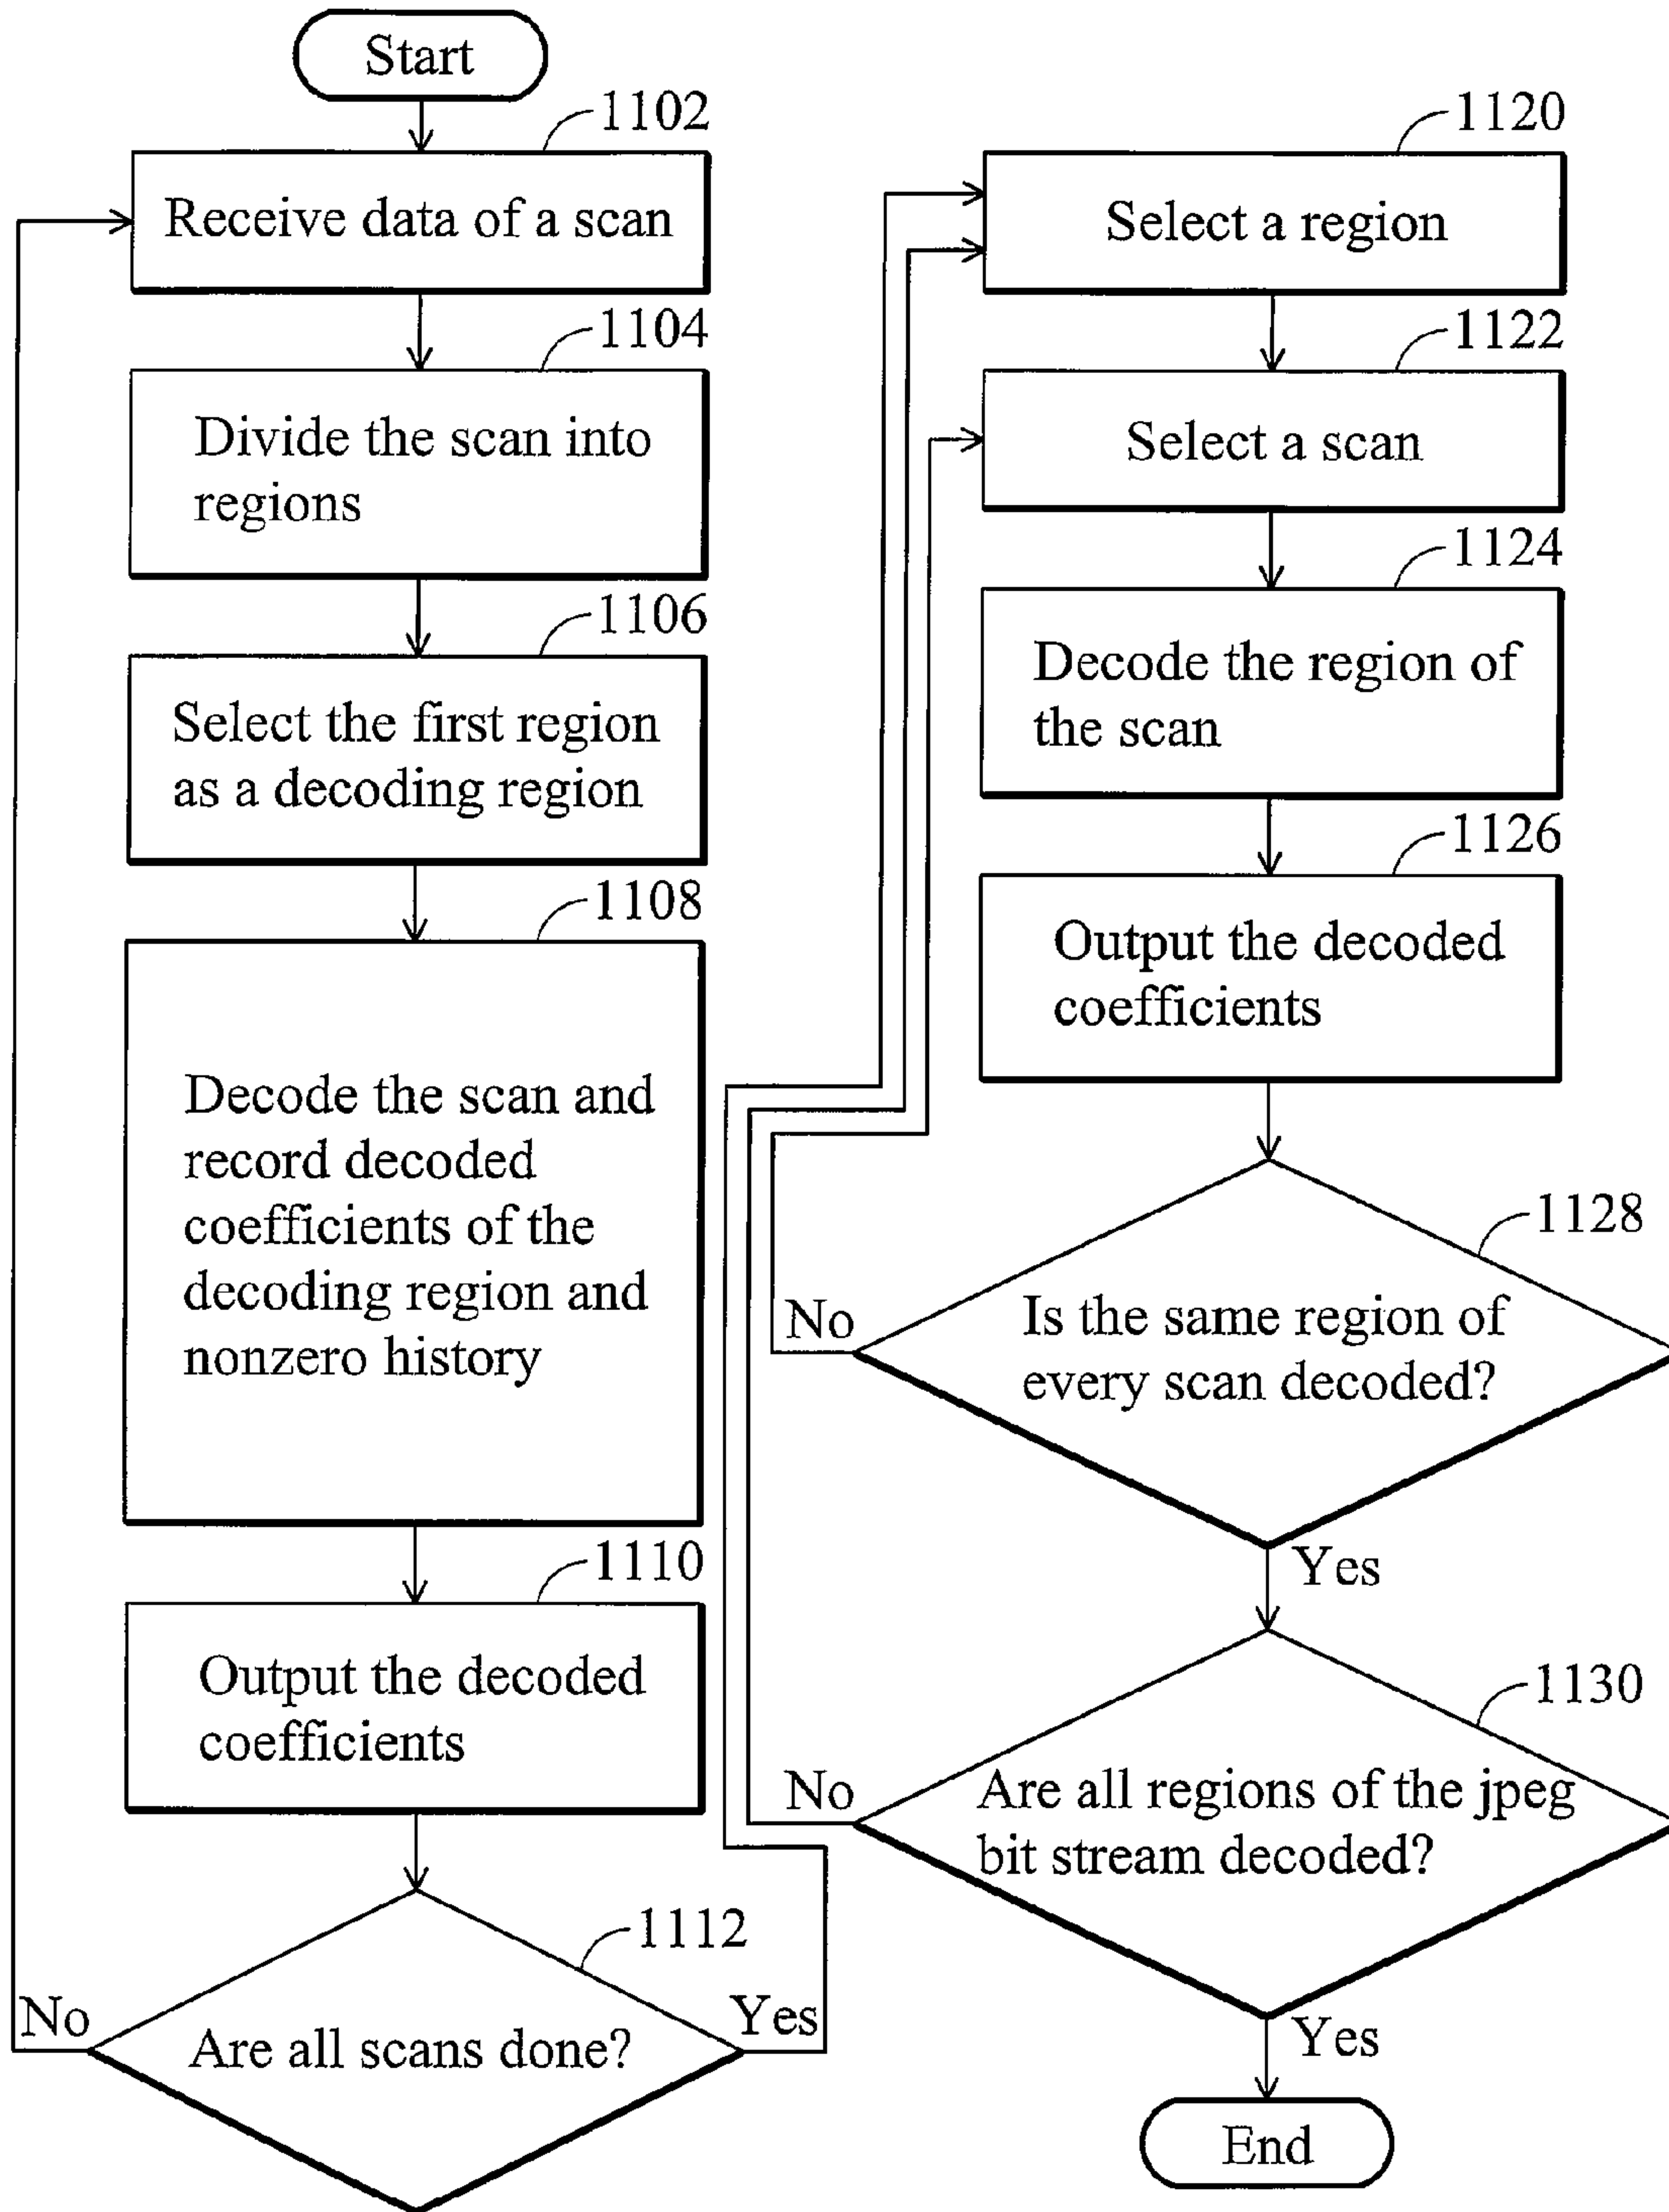 Start
1102
Receive data of a scan
1104
Divide the scan into
regions
1106
Select the first region
as a decoding region
1108
Decode the scan and
record decoded
coefficients of the
decoding region and
nonzero history
1110
Output the decoded
coefficients
1112
No
Are all scans done?
Yes
1120
Select a region
1122
Select a scan
1124
Decode the region of
the scan
1126
Output the decoded
coefficients
1128
No
Is the same region of
every scan decoded?
Yes
1130
No
Are all regions of the jpeg
bit stream decoded?
Yes
End